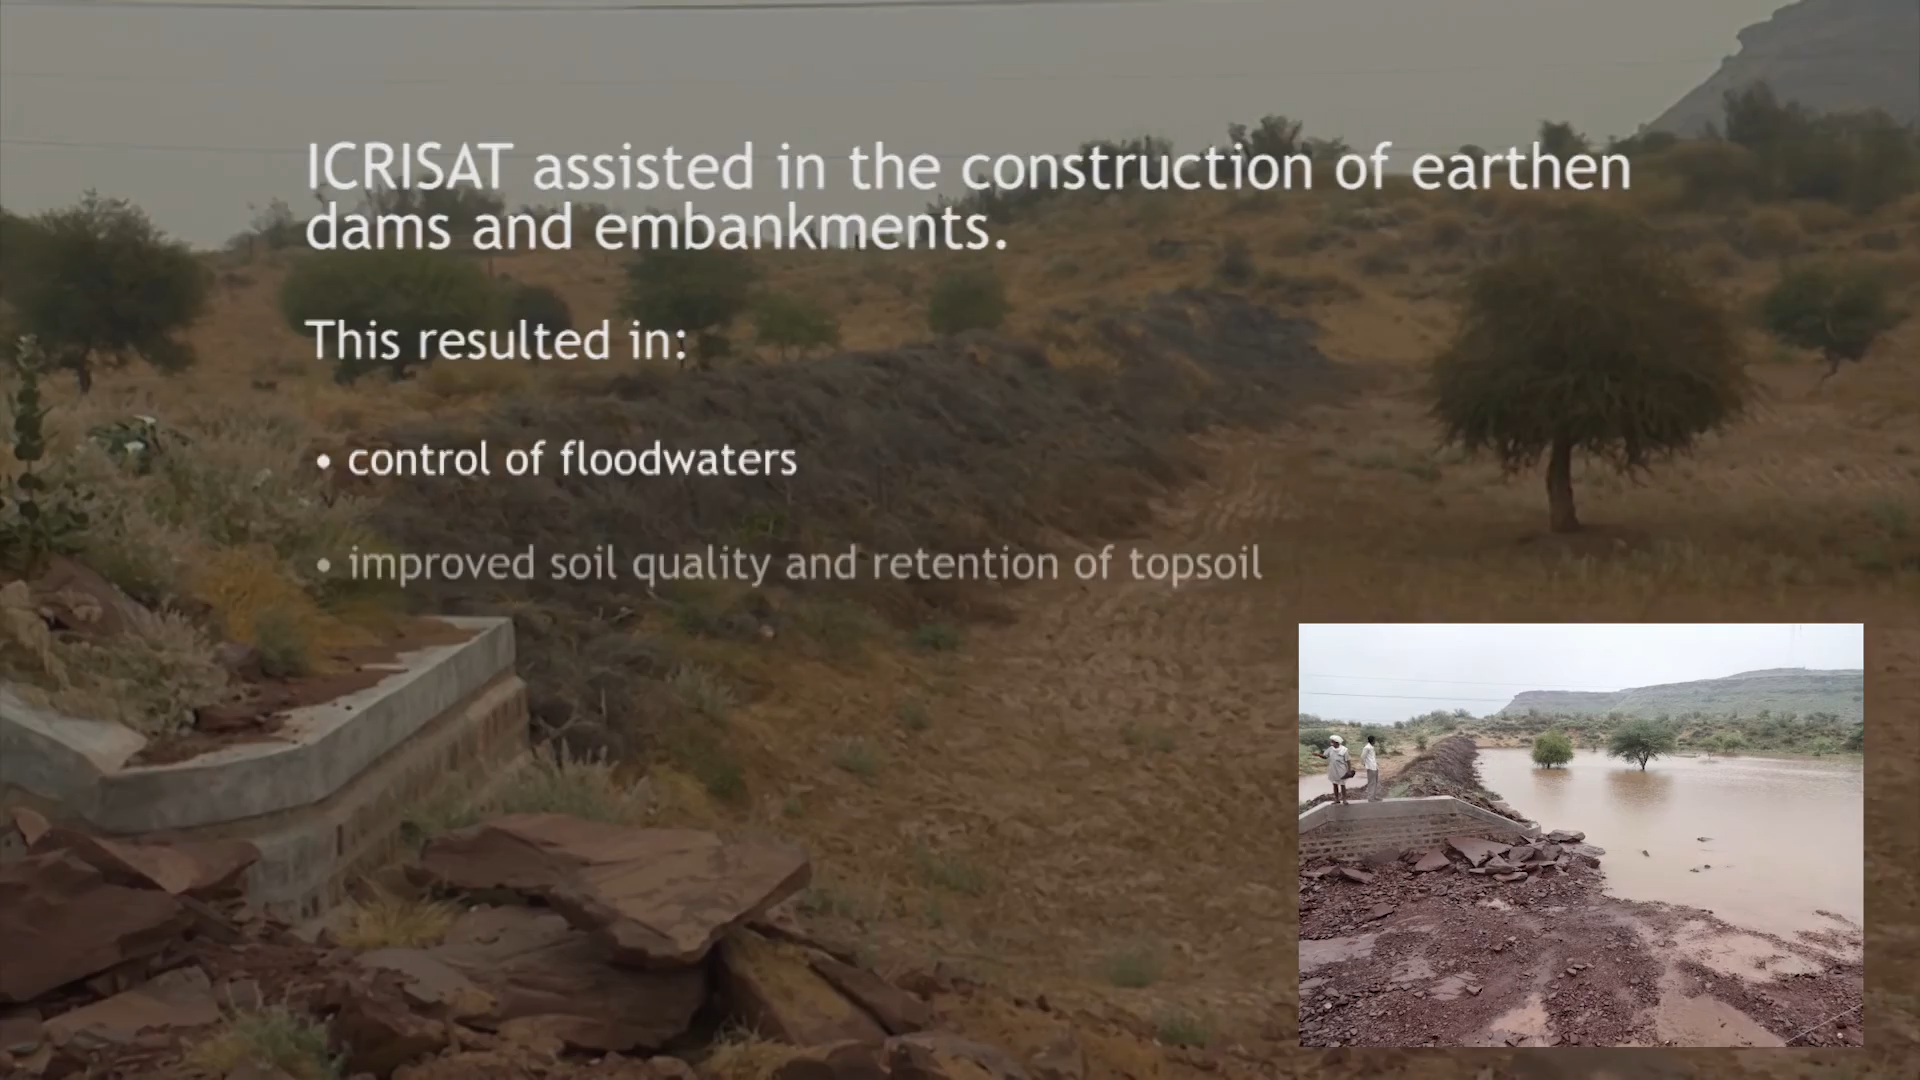 ICRISAT assisted in the construction of earthen
dams and embankments.
This resulted in:
• control of floodwaters
• improved soil quality and retention of topsoil